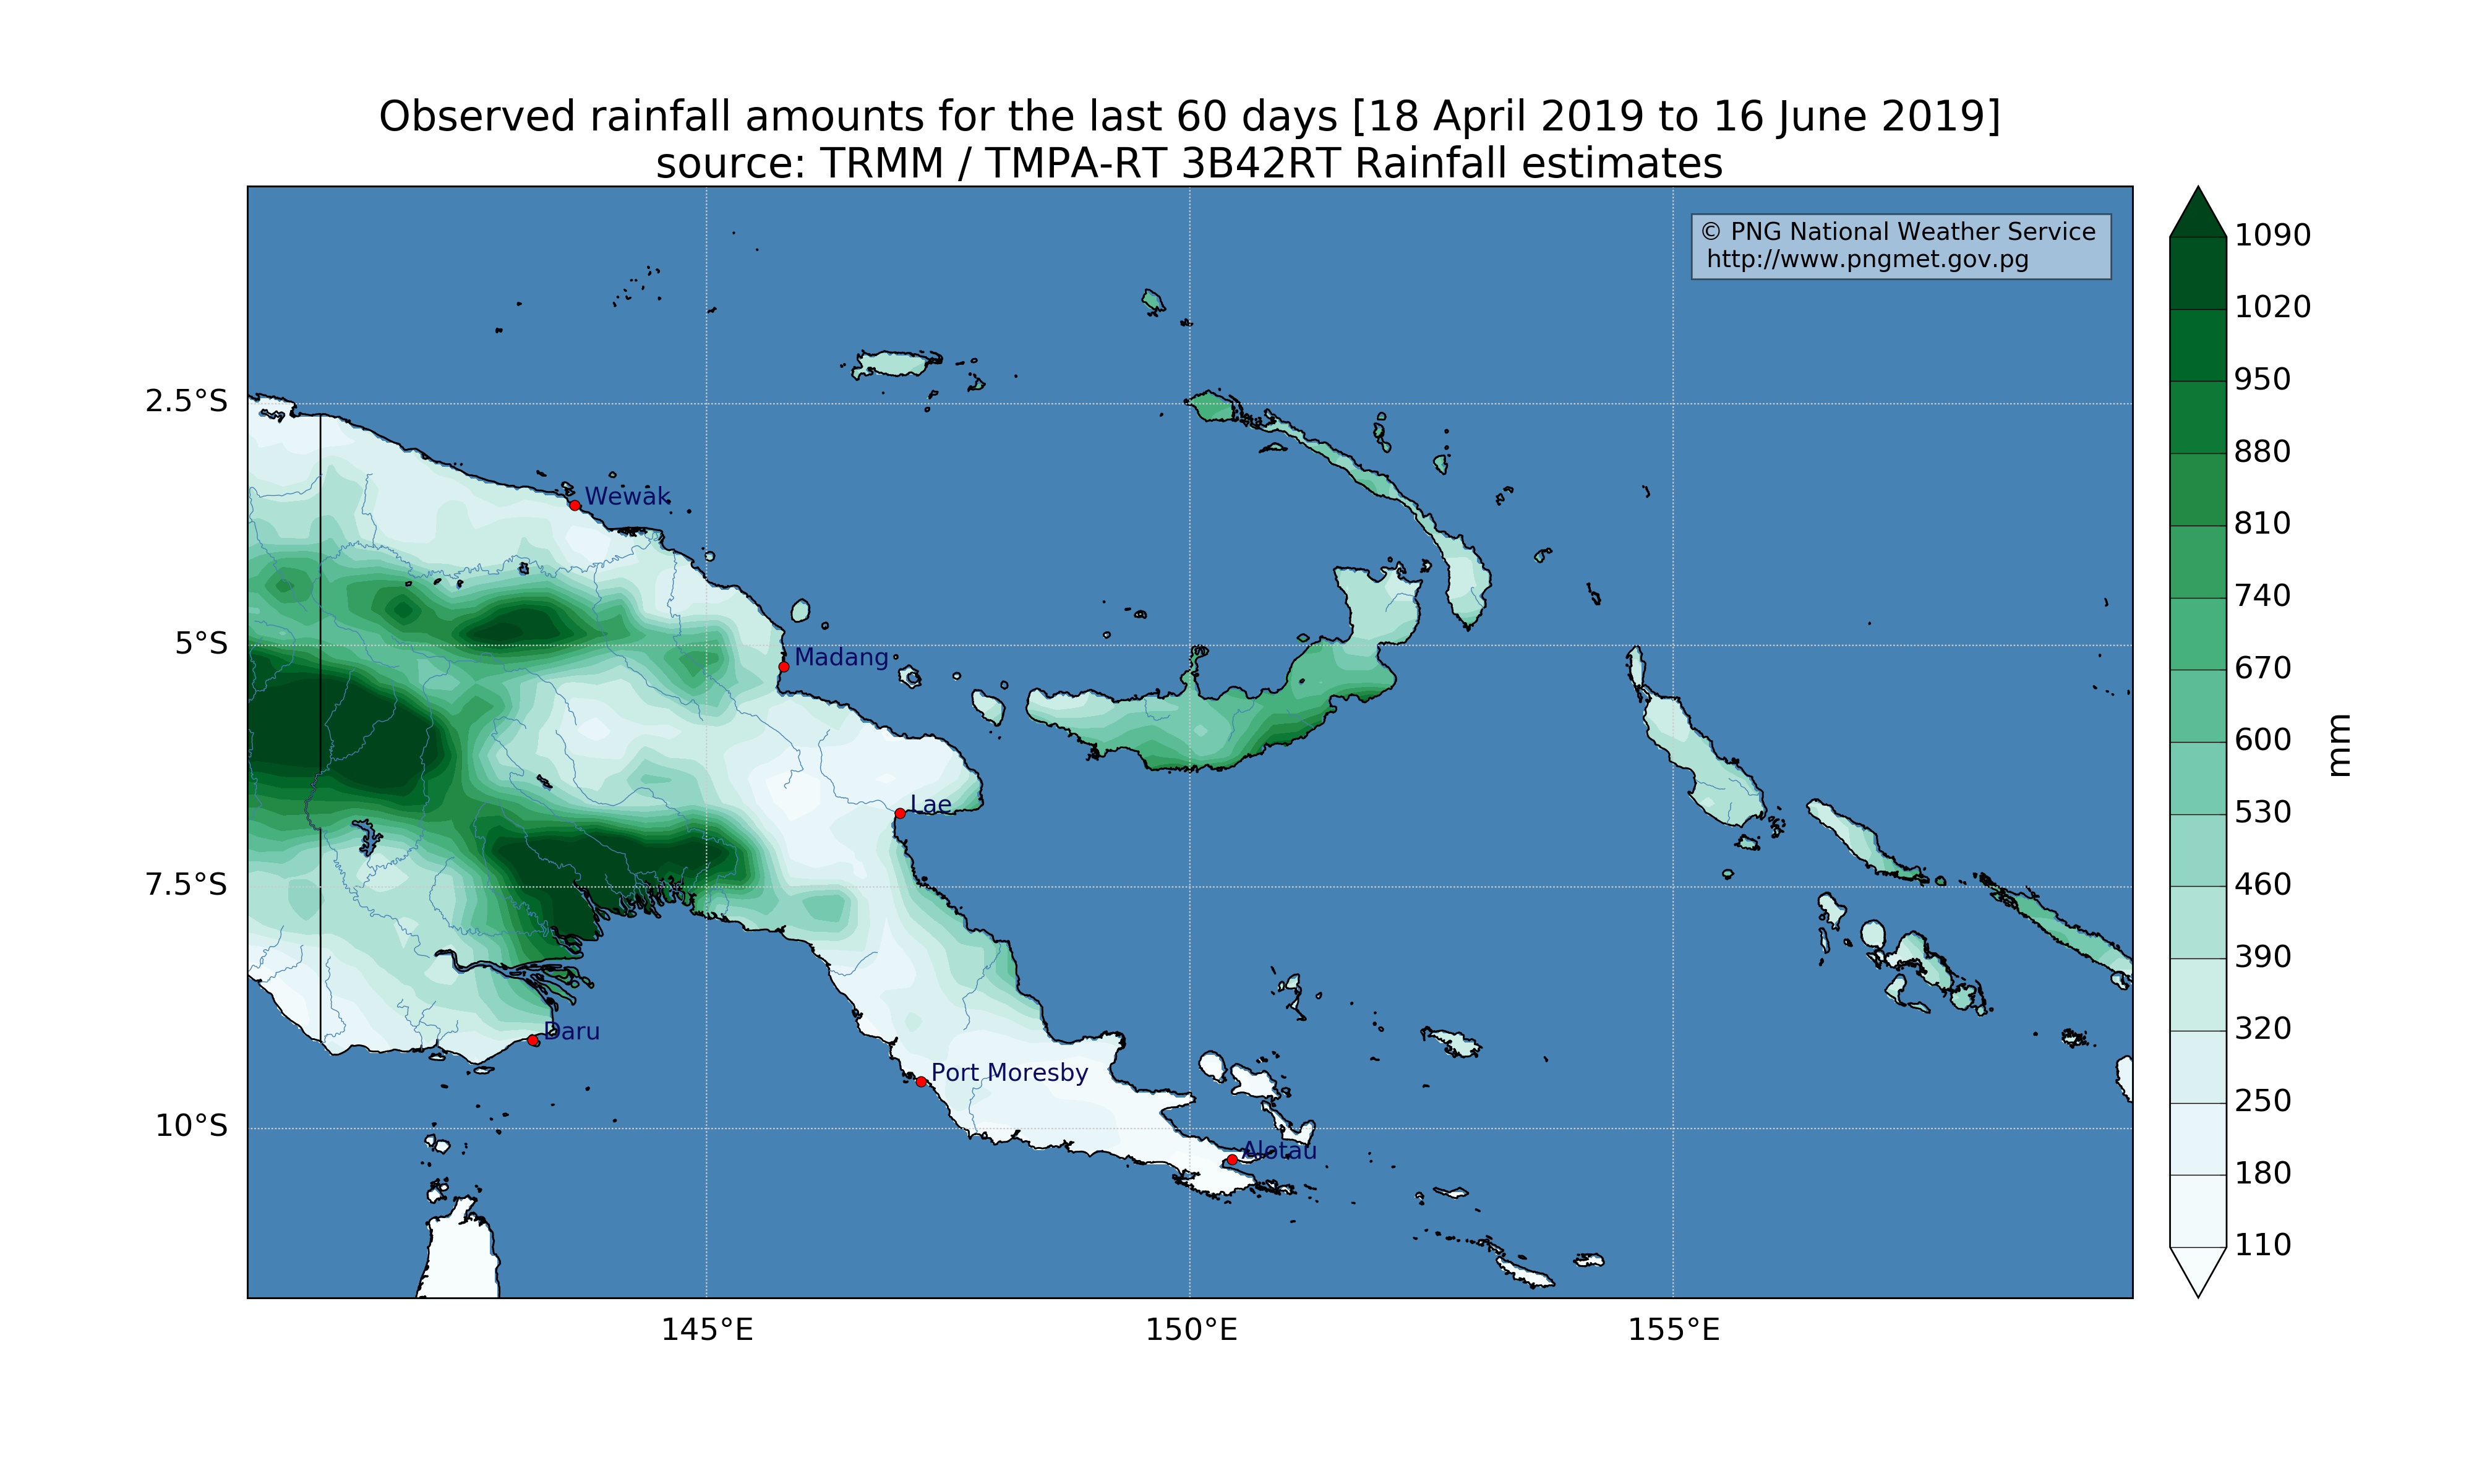 Observed rainfall amounts for the last 60 days [18 April 2019 to 16 June 2019]
source: TRMM / TMPA-RT 3B42RT Rainfall estimates
© PNG National Weather Service
http://www.pngmet.gov.pg
2.5°S
5°S
7.5°S
10°S
Wewak
Madang
Lae
Daru
Port Moresby
Alotau
145°E
150°E
155°E
1090
1020
950
880
810
740
670
600
530
460
390
320
250
180
110
mm